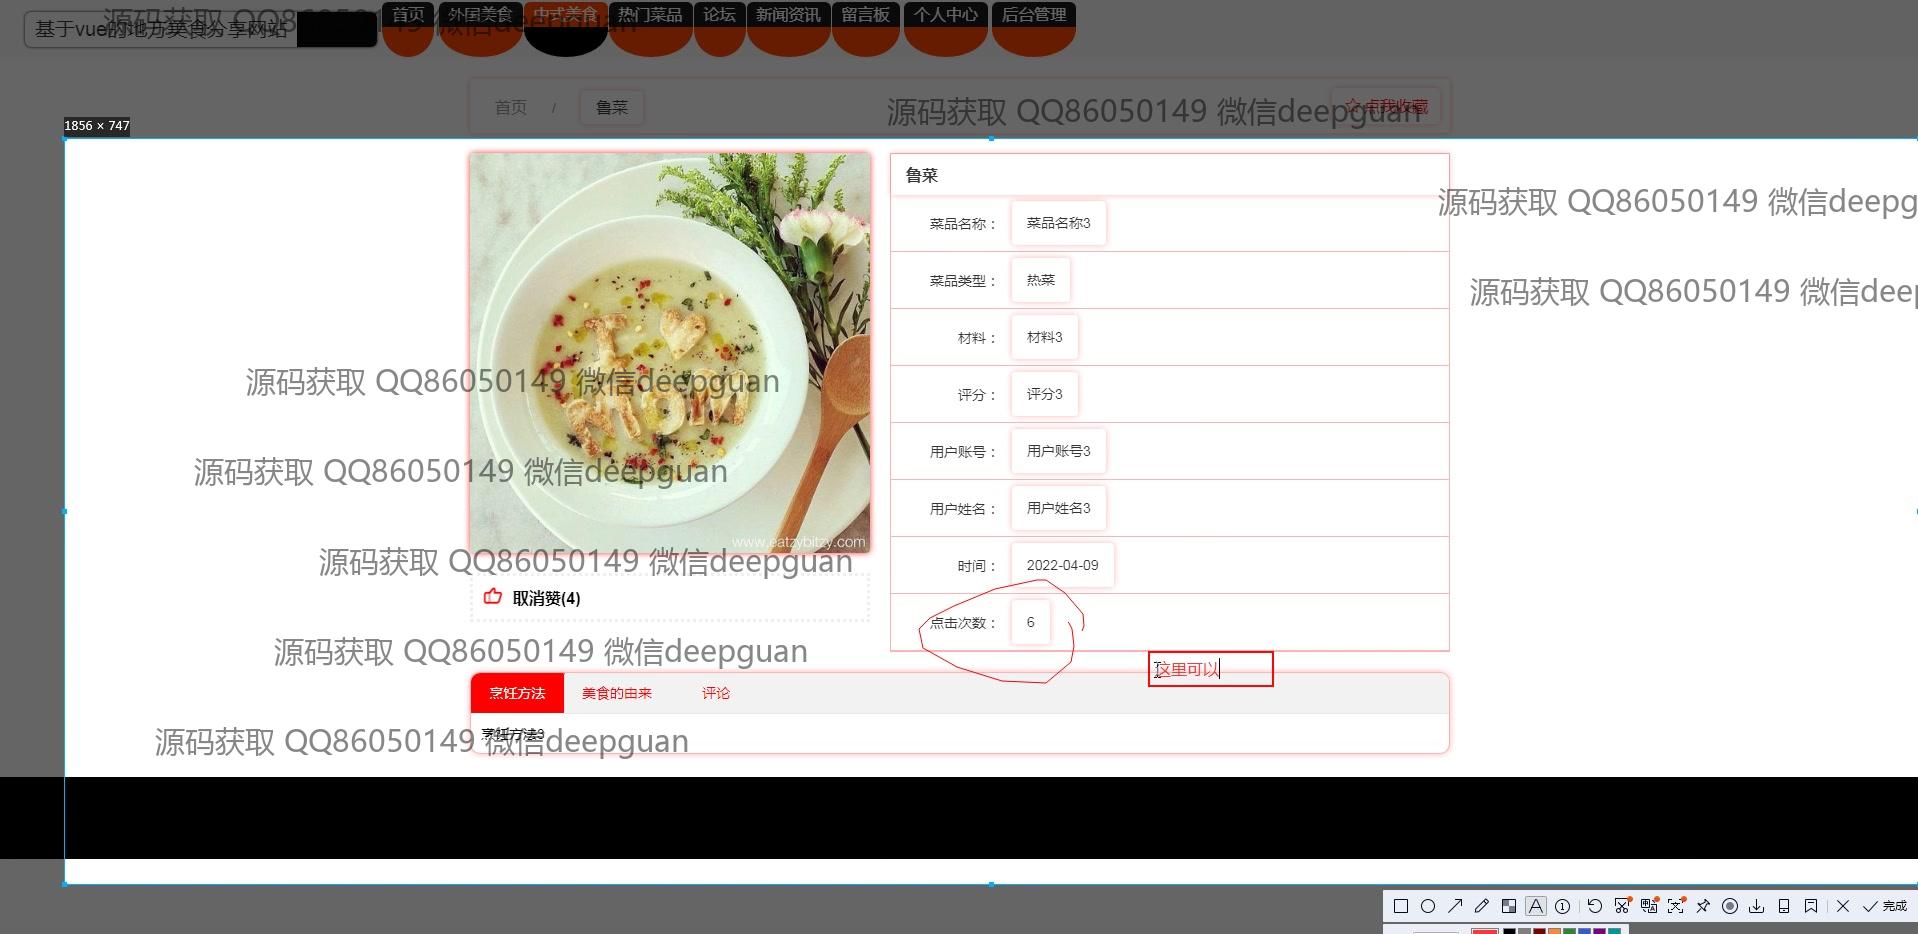 基于vue的地方美食分享网站
首页 外国美食 中式美食 热门菜品 论坛 新闻资讯 留言板 个人中心 后台管理
源码获取 QQ86050149 微信deepguan
首页 / 鲁菜
源码获取 QQ86050149 微信deepguan
点我收藏
1856 × 747
鲁菜
源码获取 QQ86050149 微信deepg
菜品名称： 菜品名称3
菜品类型： 热菜
源码获取 QQ86050149 微信deep
材料： 材料3
I
MOM
源码获取 QQ86050149 微信deepguan
评分： 评分3
用户账号： 用户账号3
源码获取 QQ86050149 微信deepguan
用户姓名： 用户姓名3
www.eatzybitzy.com
源码获取 QQ86050149 微信deepguan
时间： 2022-04-09
取消赞(4)
点击次数： 6
源码获取 QQ86050149 微信deepguan
这里可以
烹饪方法 美食的由来 评论
烹饪方法3
源码获取 QQ86050149 微信deepguan
完成